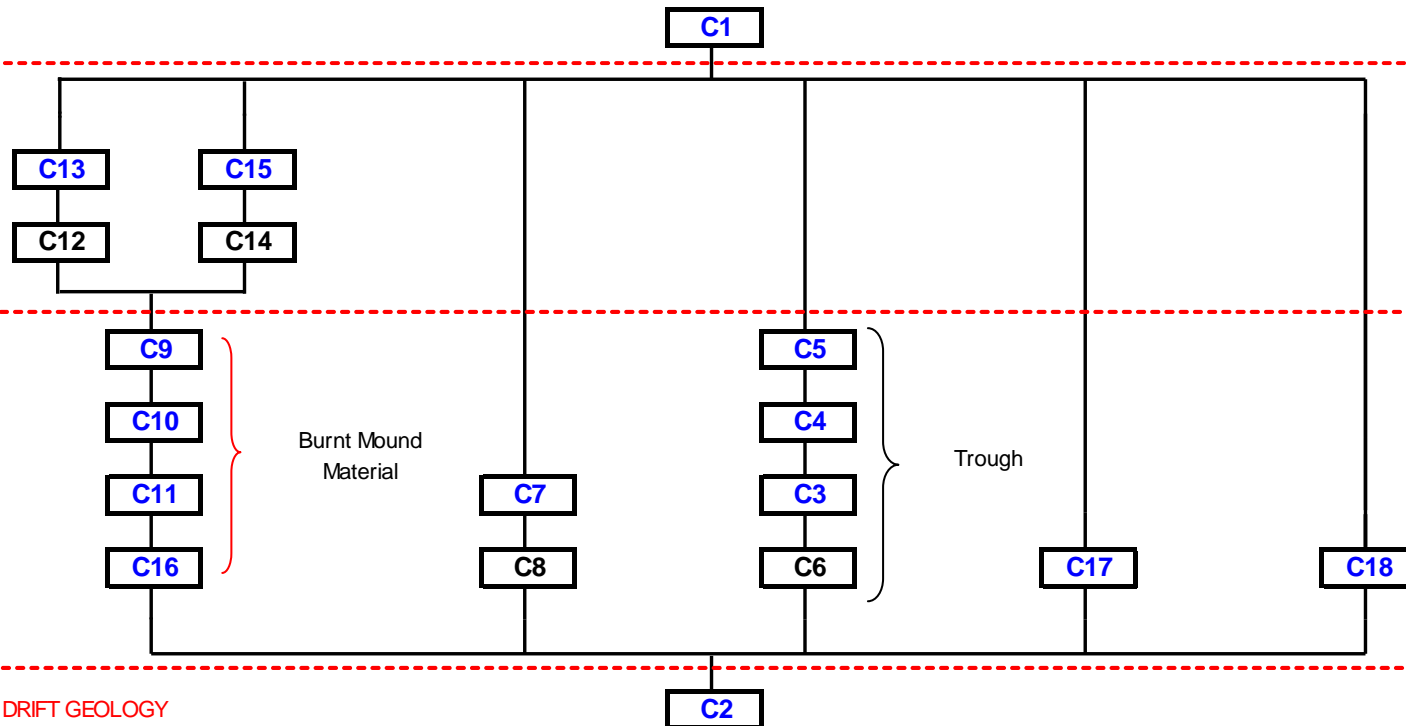 C1
C13
C15
C12
C14
C9
C5
C10
C4
Burnt Mound
Material
Trough
C11
C7
C3
C16
C8
C6
C17
C18
C2
DRIFT GEOLOGY